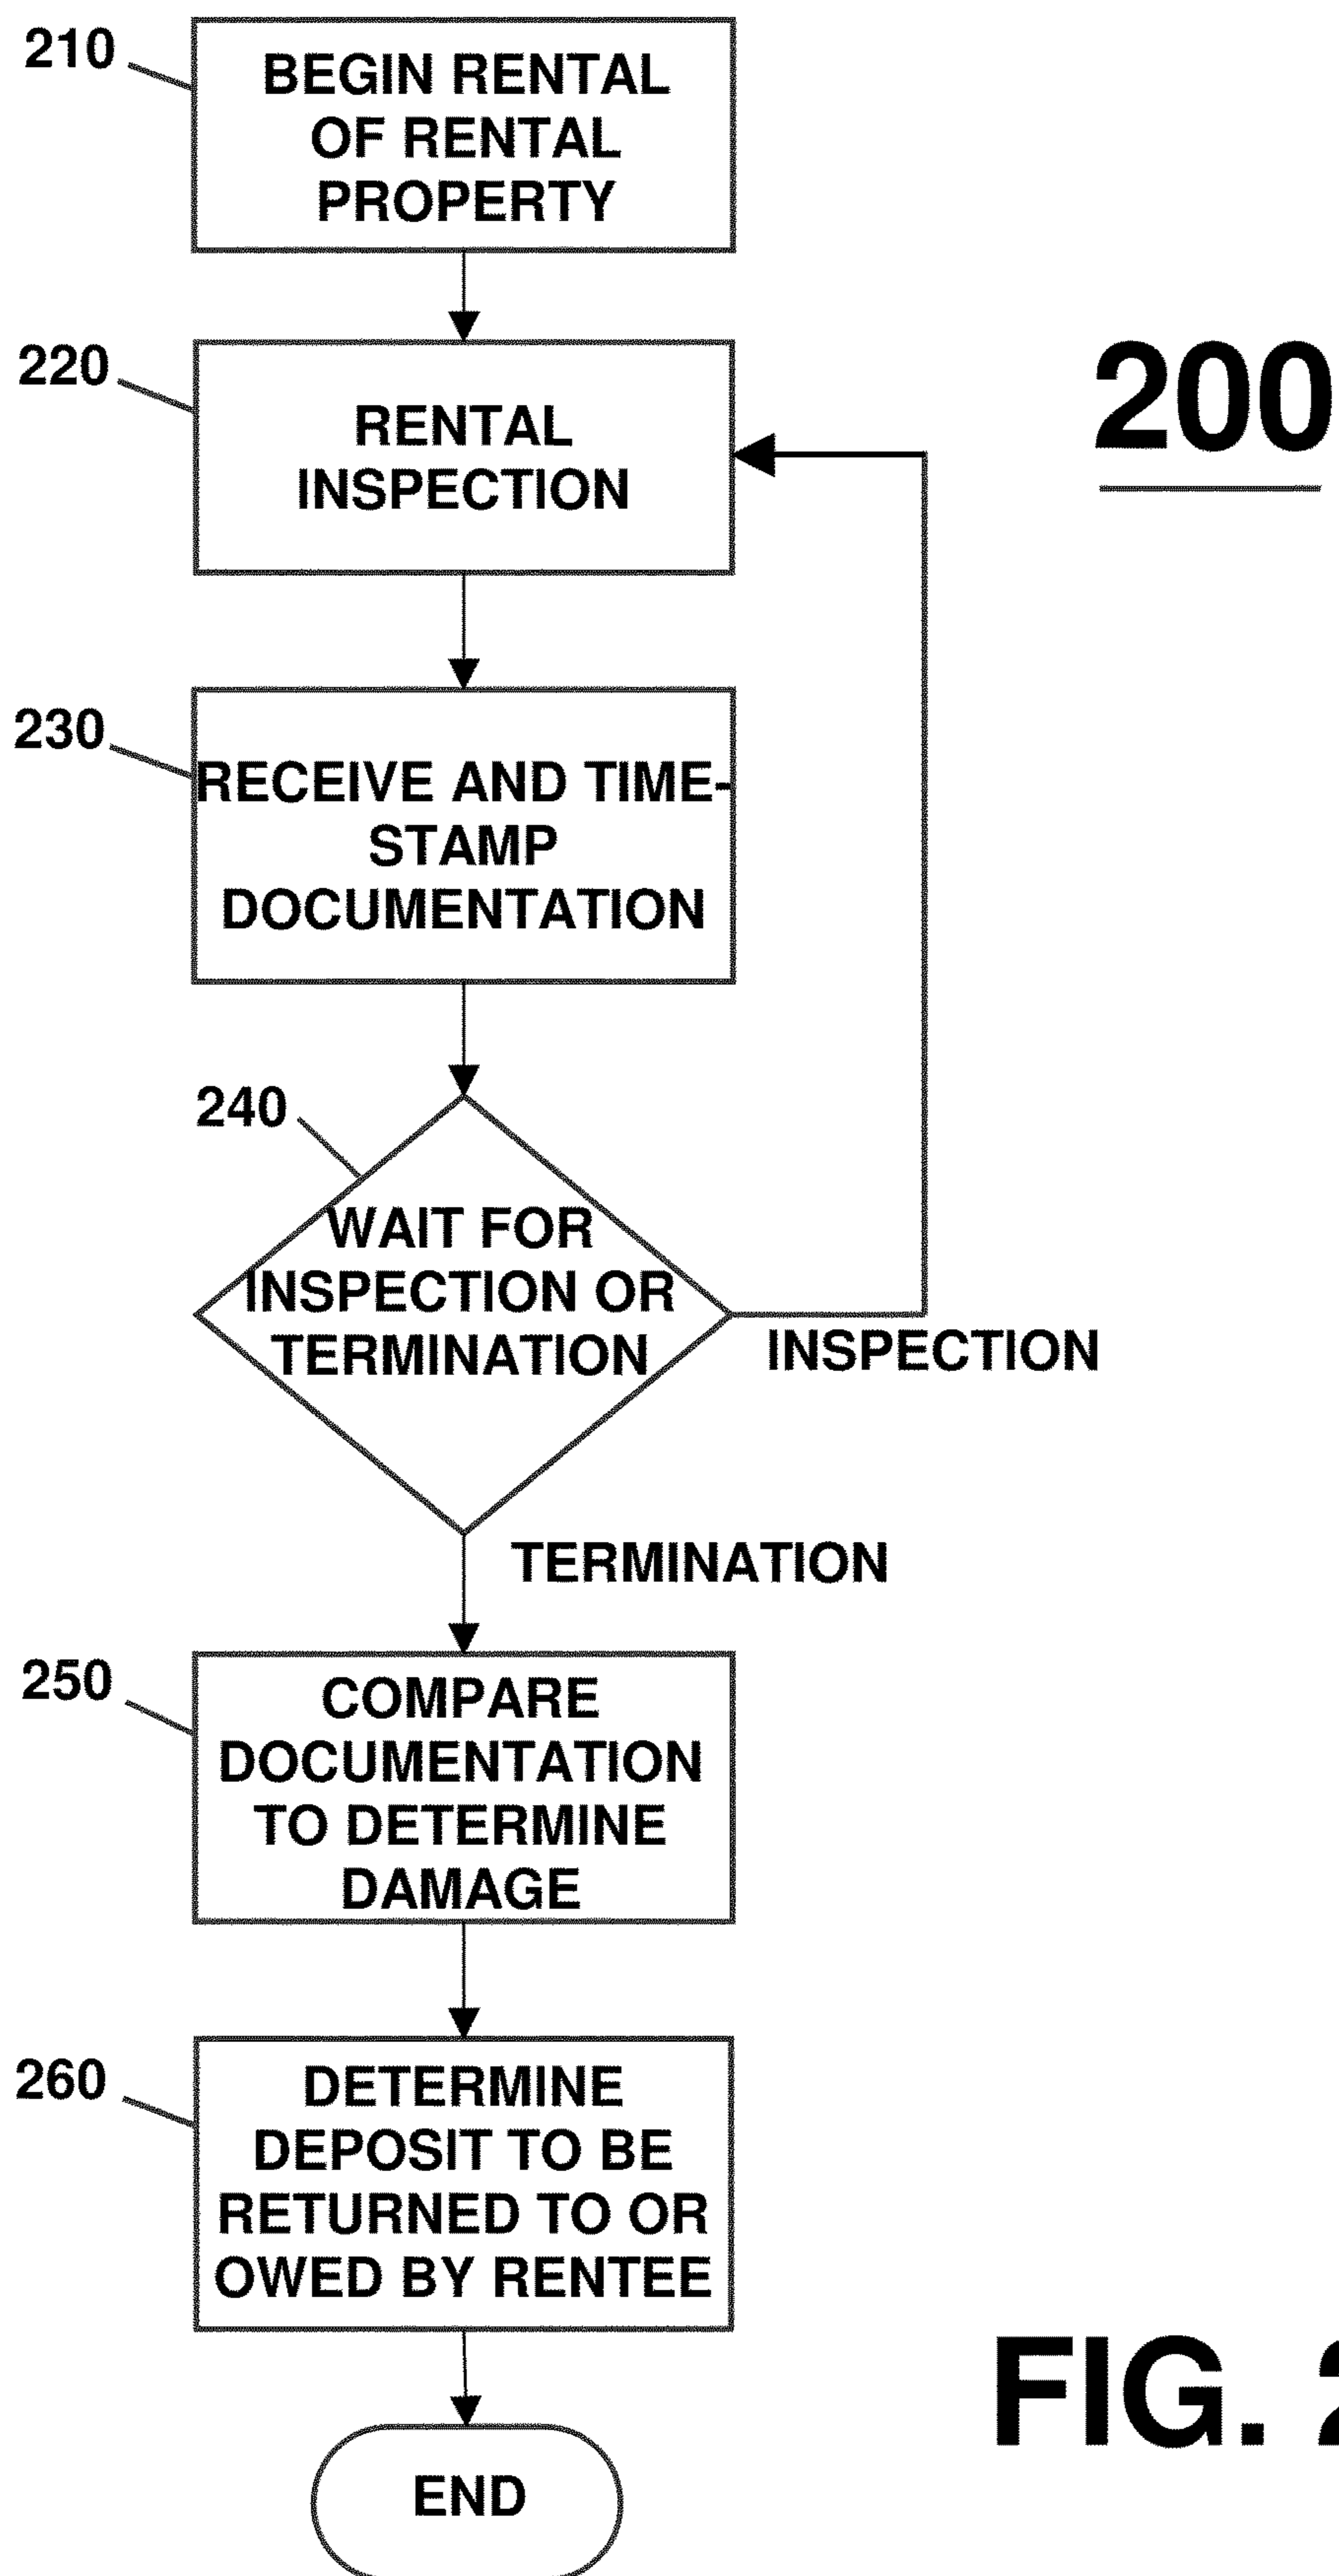 210
BEGIN RENTAL
OF RENTAL
PROPERTY
220
RENTAL
INSPECTION
200
230
RECEIVE AND TIME-
STAMP
DOCUMENTATION
240
WAIT FOR
INSPECTION OR
TERMINATION
INSPECTION
TERMINATION
250
COMPARE
DOCUMENTATION
TO DETERMINE
DAMAGE
260
DETERMINE
DEPOSIT TO BE
RETURNED TO OR
OWED BY RENTEE
FIG. 2
END